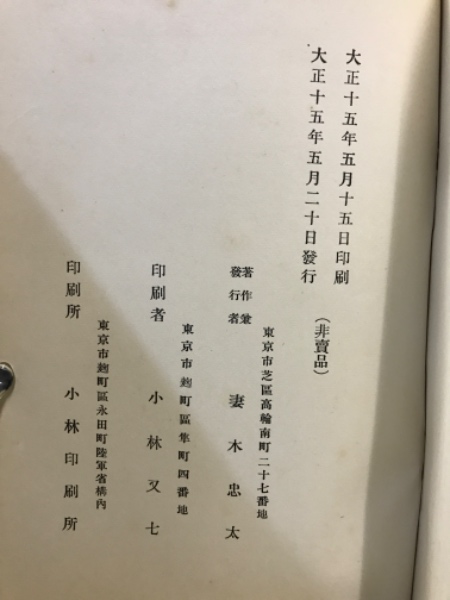 大正十五年五月十五日印刷
大正十五年五月二十日發行
(非賣品)
東京市芝區高輪南町二十七番地
著作兼
發行者
妻木忠太
東京市麹町區隼町四番地
印刷者
小林又七
東京市麹町區永田町陸軍省構內
印刷所
小林印刷所